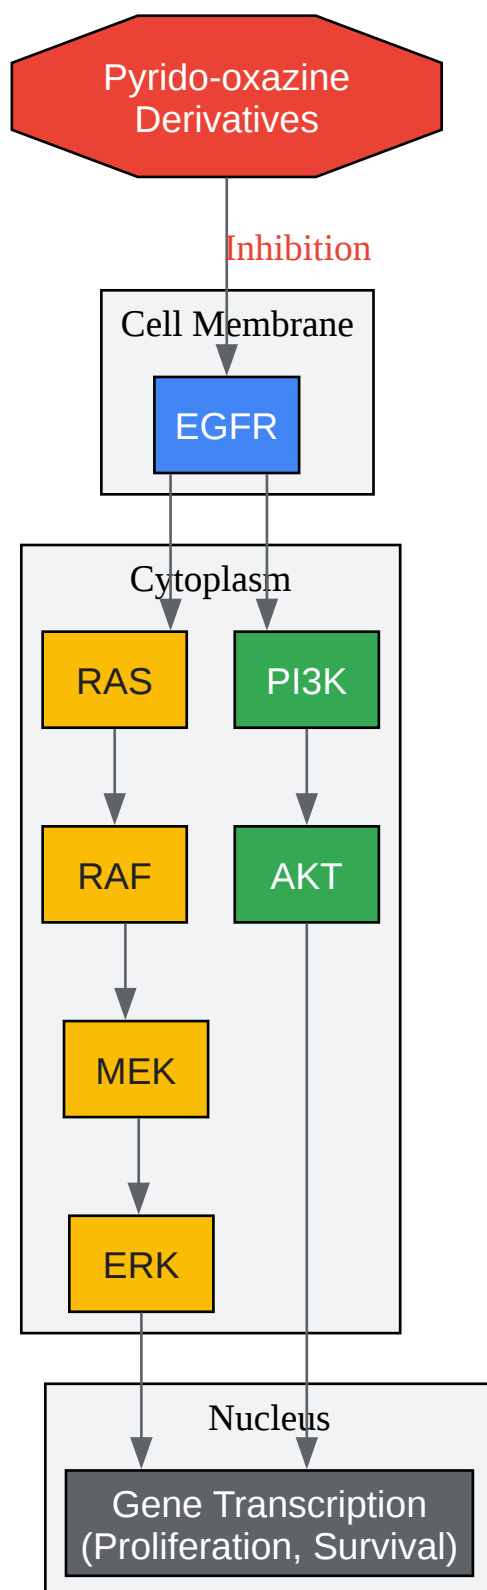 Pyrido-oxazine
Derivatives
Inhibition
Cell Membrane
EGFR
Cytoplasm
RAS
PI3K
RAF
AKT
MEK
ERK
Nucleus
Gene Transcription
(Proliferation, Survival)